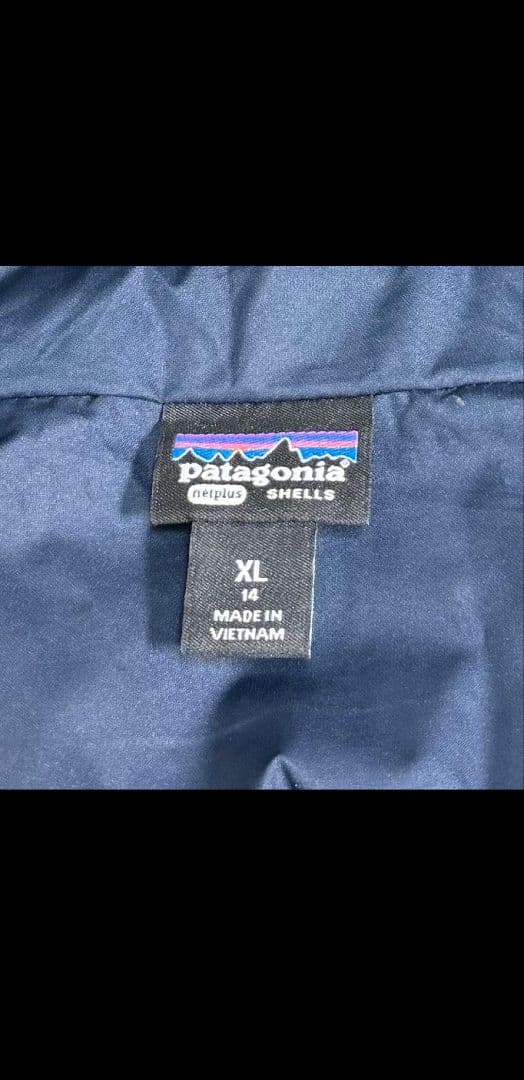 patagonia®
netplus SHELLS
XL
14
MADE IN
VIETNAM